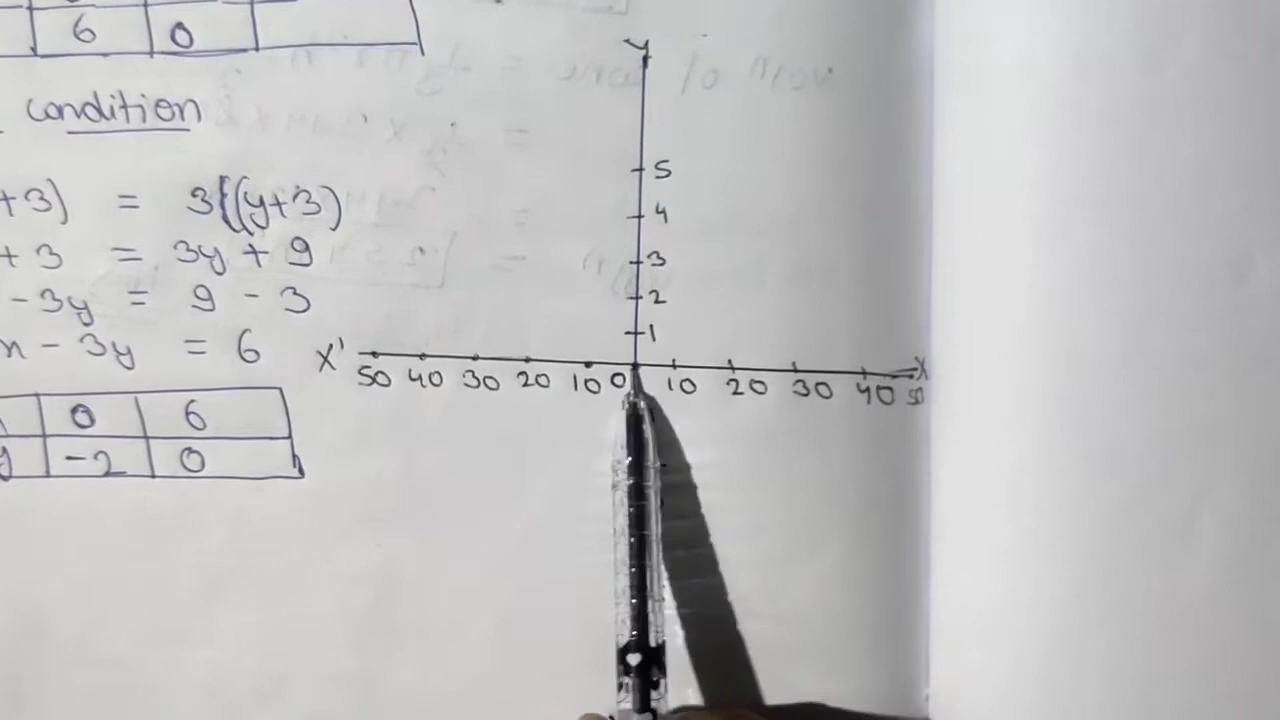 6 0
condition
+3) = 3{(y+3)
+3 = 3y + 9
-3y = 9 - 3
x - 3y = 6
0 6
y -2 0
Y
5
4
3
2
1
X' X
50 40 30 20 10 0 10 20 30 40 50